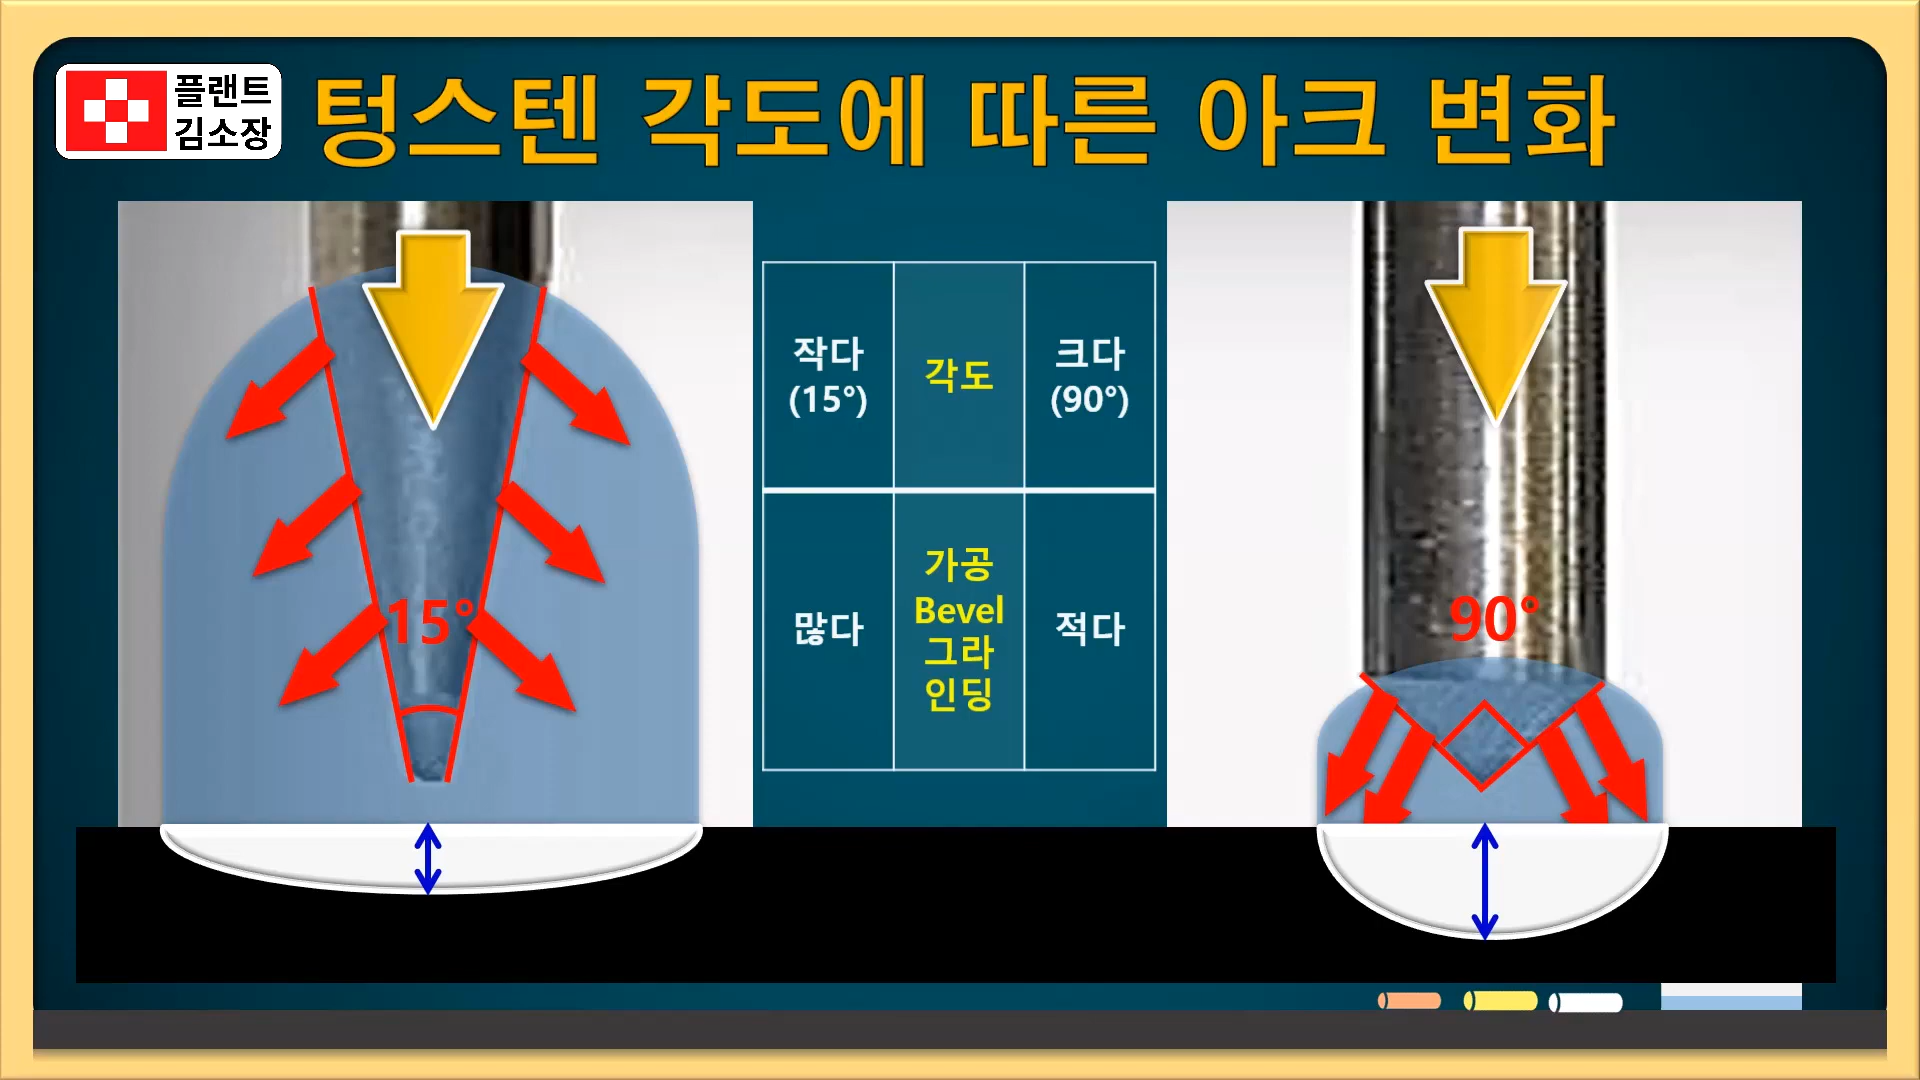 플랜트
김소장
텅스텐 각도에 따른 아크 변화
작다
(15°)
각도
크다
(90°)
많다
가공
Bevel
그라
인딩
적다
15°
90°